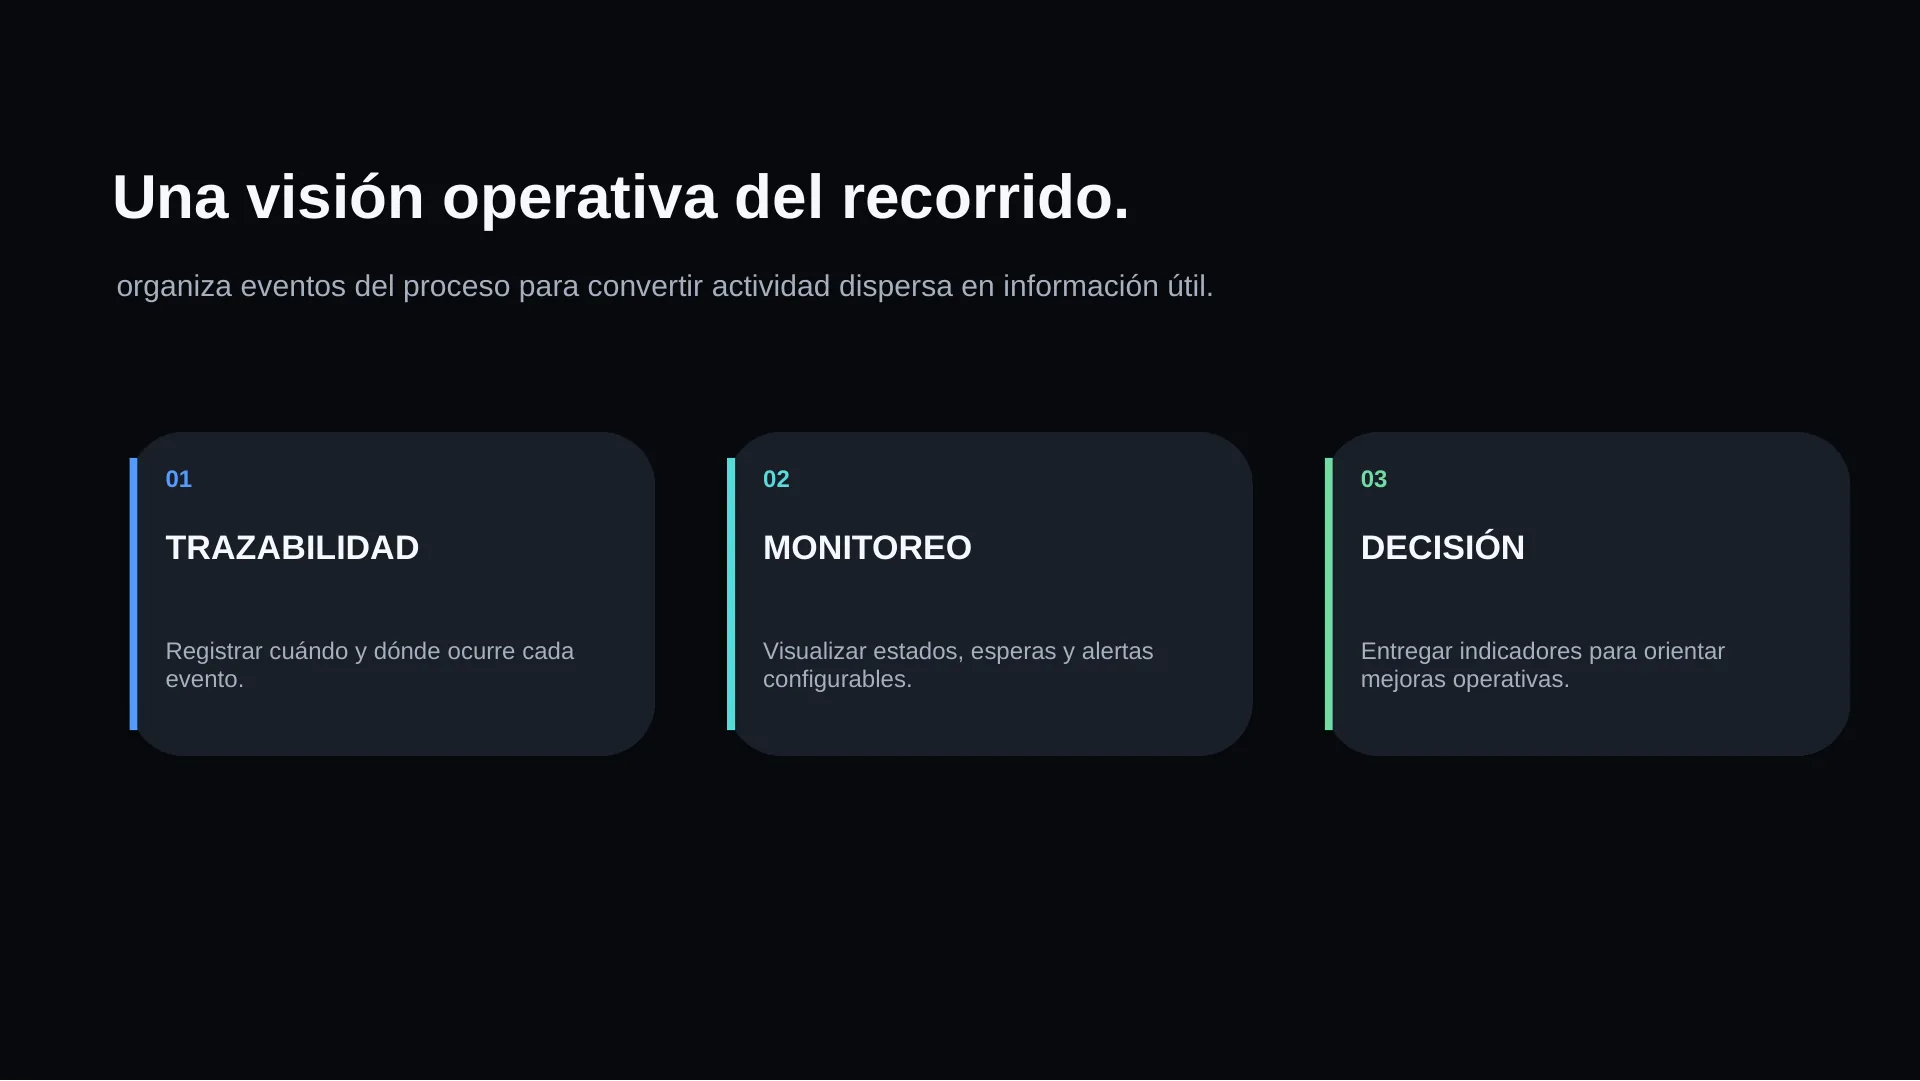 Una visión operativa del recorrido.
organiza eventos del proceso para convertir actividad dispersa en información útil.
01
TRAZABILIDAD
Registrar cuándo y dónde ocurre cada
evento.
02
MONITOREO
Visualizar estados, esperas y alertas
configurables.
03
DECISIÓN
Entregar indicadores para orientar
mejoras operativas.